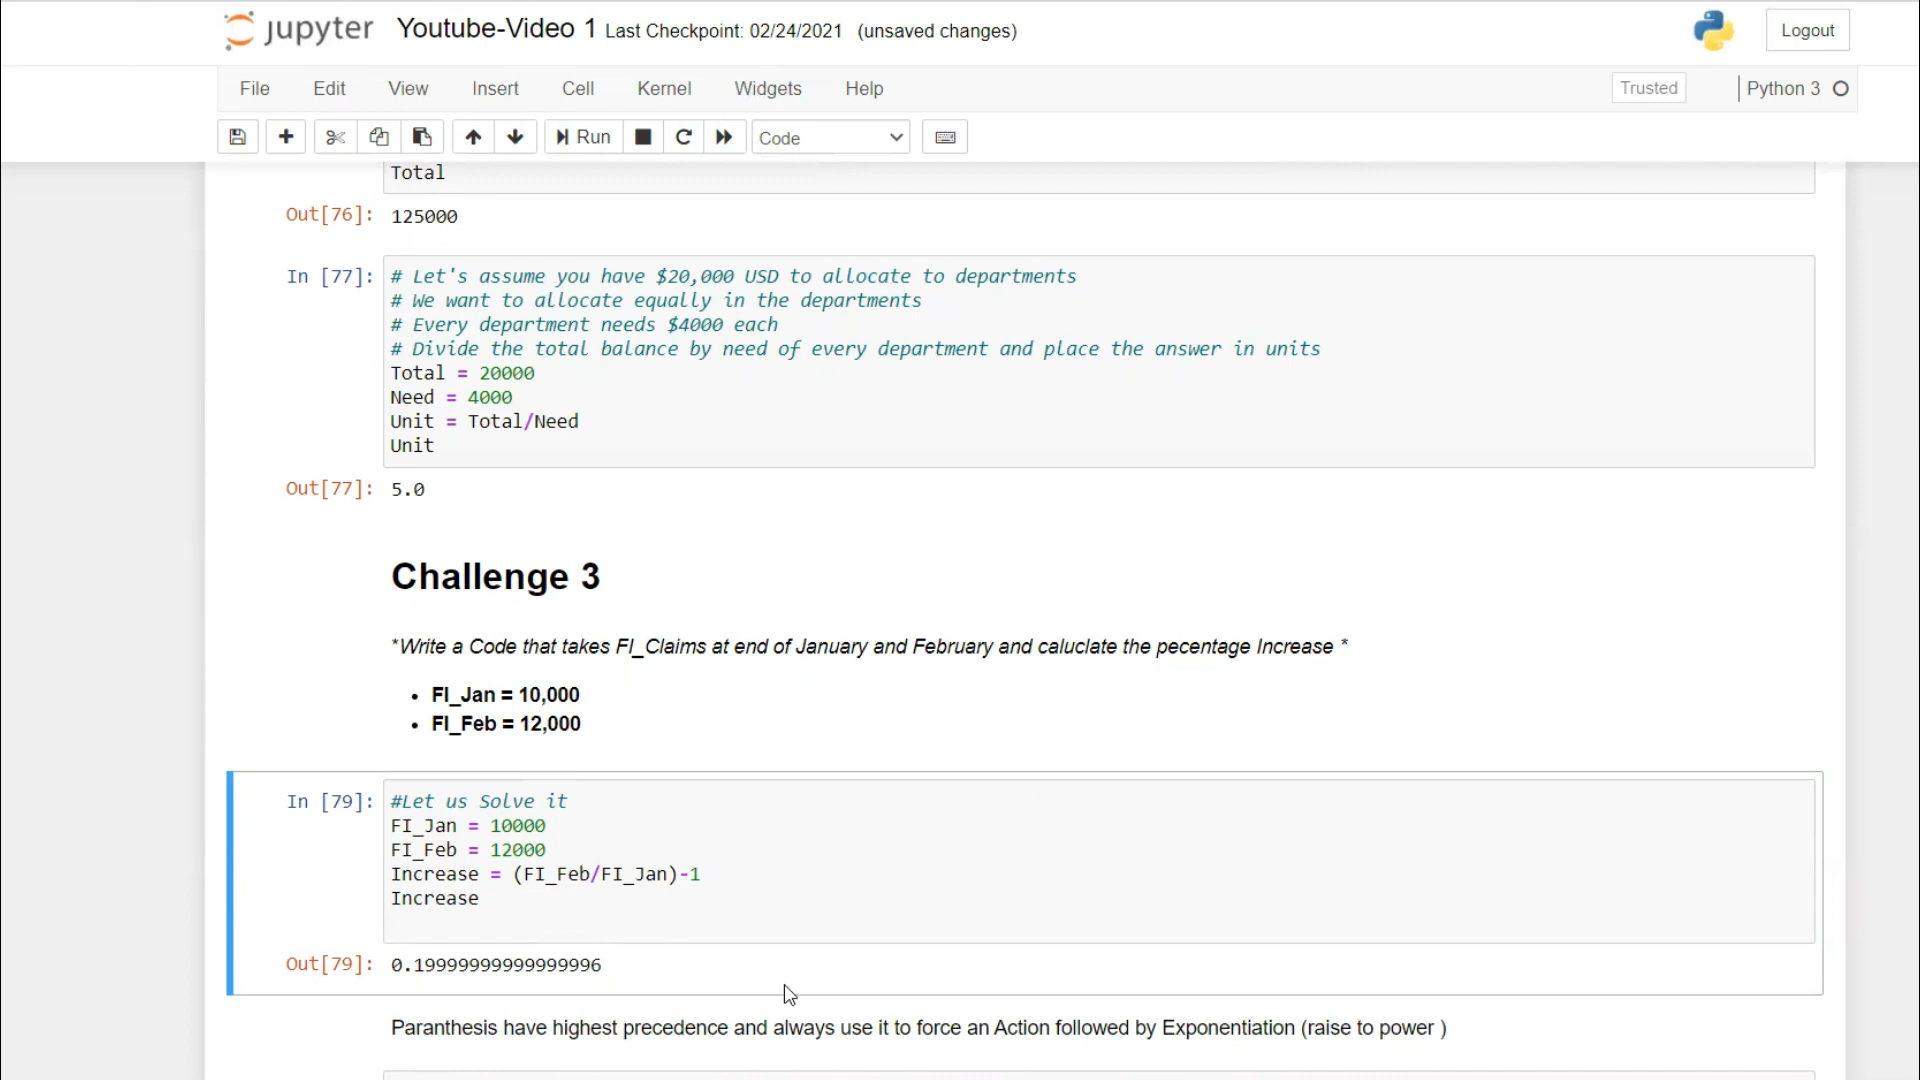 jupyter Youtube-Video 1 Last Checkpoint: 02/24/2021 (unsaved changes) Logout
File Edit View Insert Cell Kernel Widgets Help Trusted Python 3
Run Code
Total
Out[76]: 125000
In [77]: # Let's assume you have $20,000 USD to allocate to departments
# We want to allocate equally in the departments
# Every department needs $4000 each
# Divide the total balance by need of every department and place the answer in units
Total = 20000
Need = 4000
Unit = Total/Need
Unit
Out[77]: 5.0
Challenge 3
*Write a Code that takes FI_Claims at end of January and February and caluclate the pecentage Increase *
• FI_Jan = 10,000
• FI_Feb = 12,000
In [79]: #Let us Solve it
FI_Jan = 10000
FI_Feb = 12000
Increase = (FI_Feb/FI_Jan)-1
Increase
Out[79]: 0.19999999999999996
Paranthesis have highest precedence and always use it to force an Action followed by Exponentiation (raise to power )